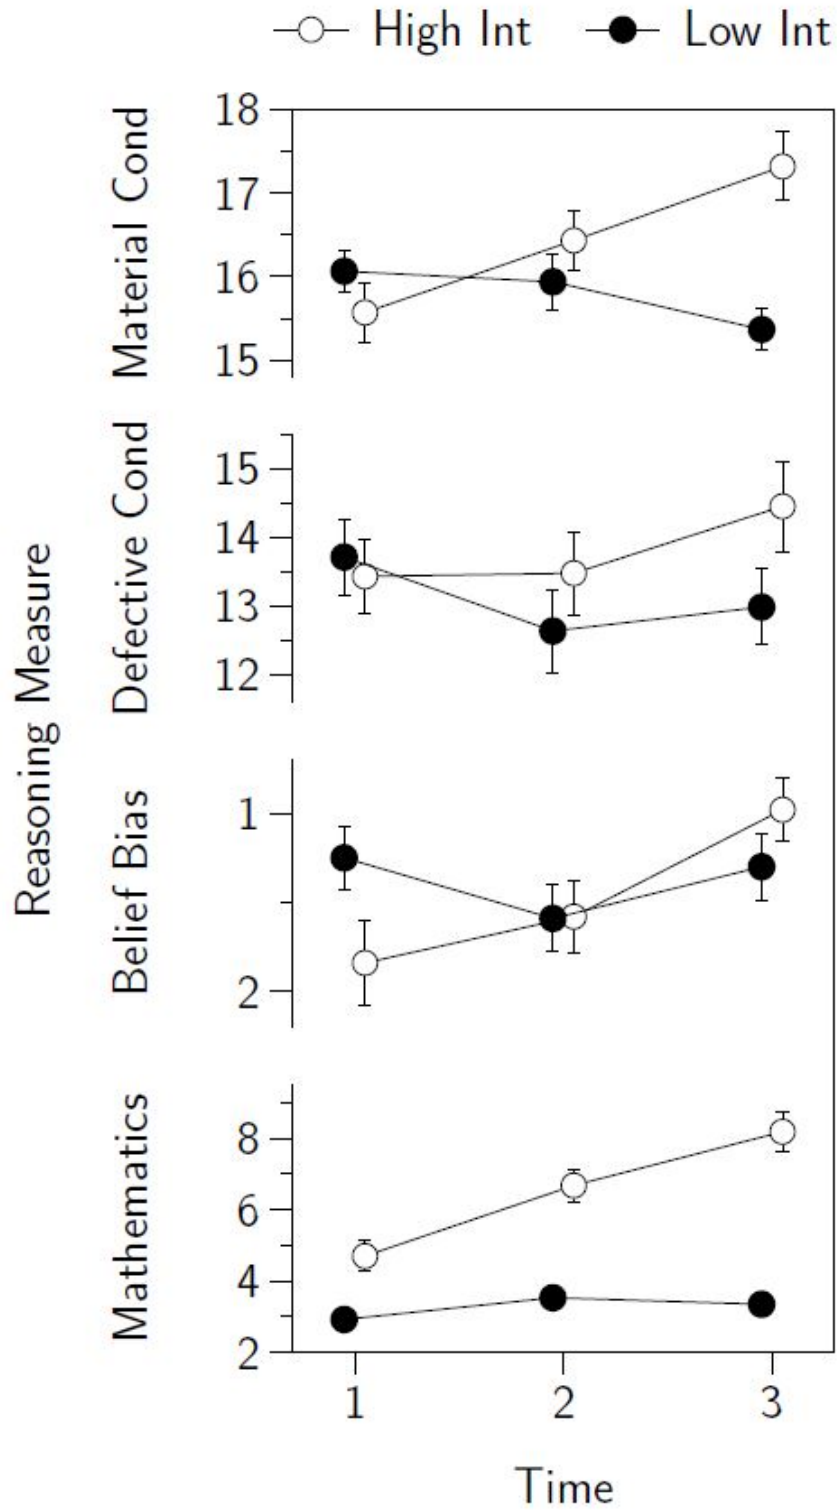 High Int
Low Int
Reasoning Measure
Material Cond
18
17
16
15
Defective Cond
15
14
13
12
Belief Bias
1
2
Mathematics
8
6
4
2
1 2 3
Time